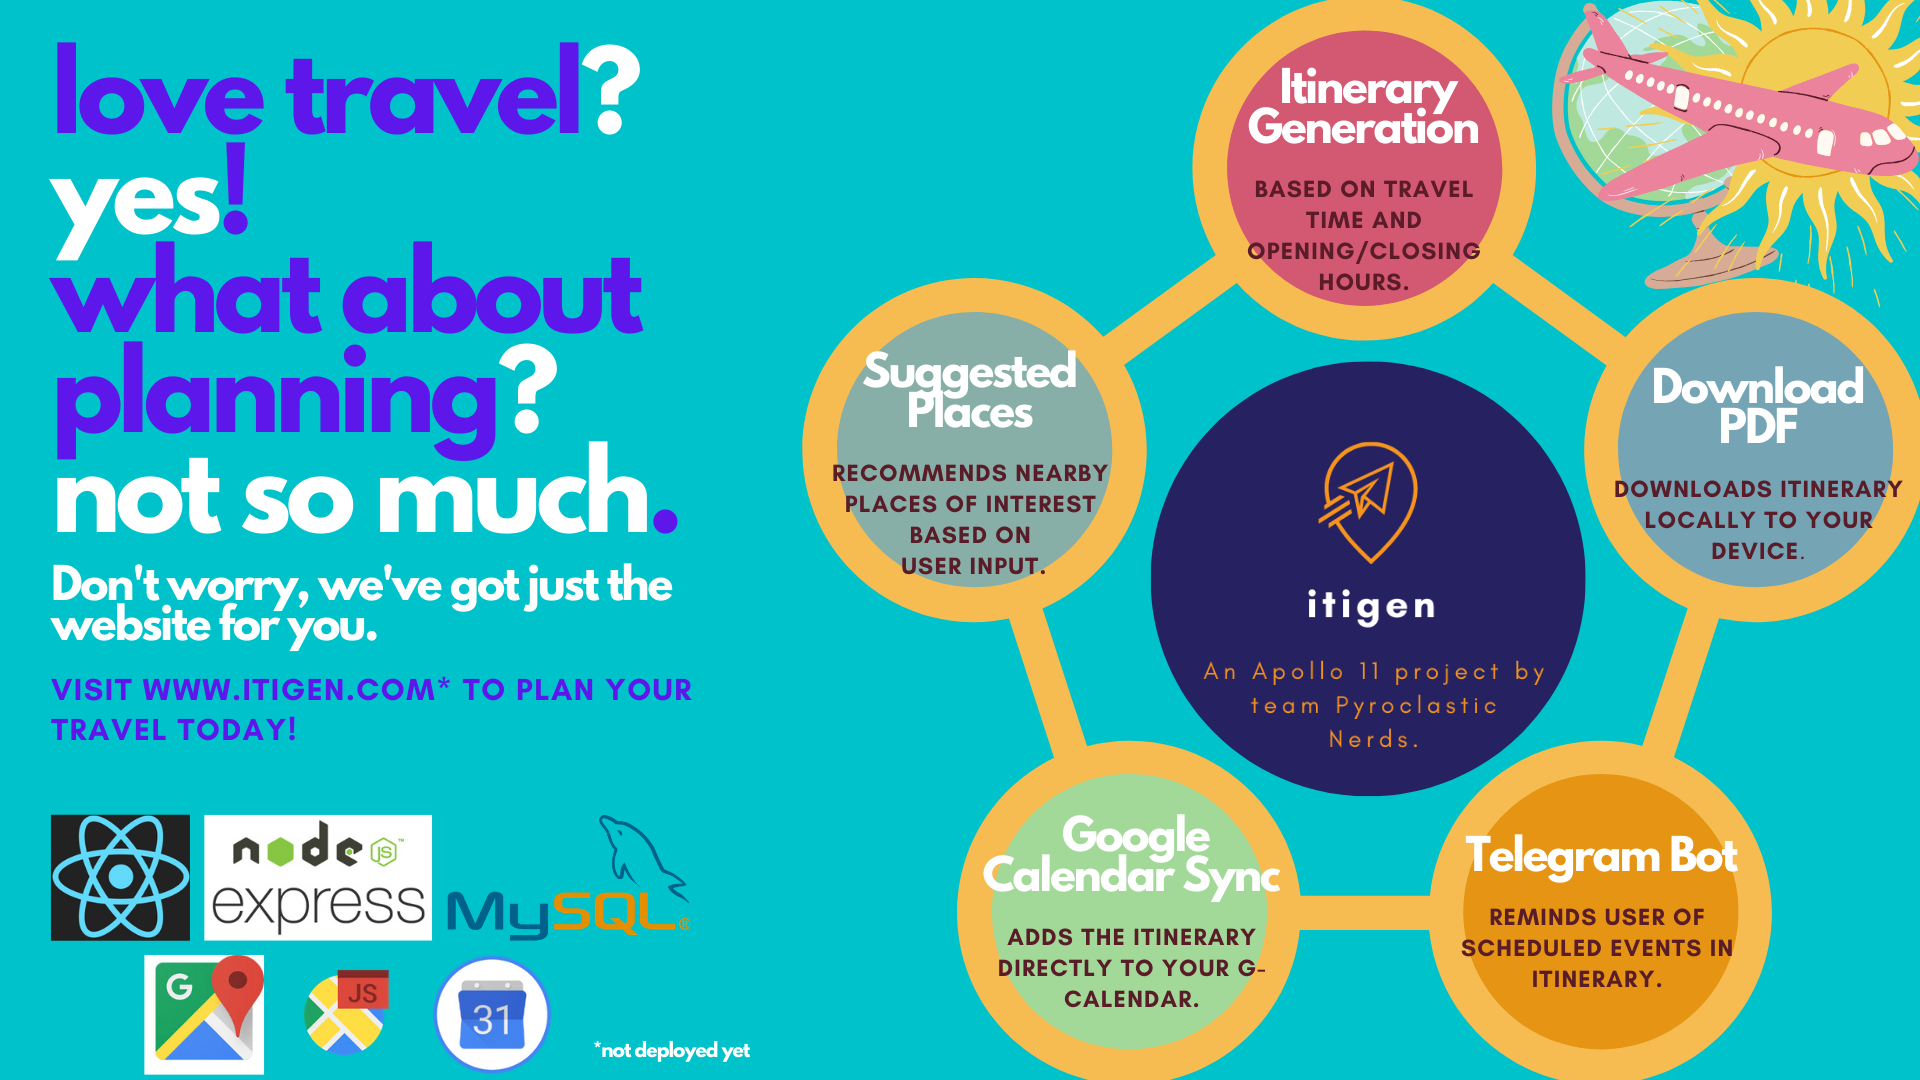 love travel?
yes!
what about
planning?
not so much.
Don't worry, we've got just the
website for you.
VISIT WWW.ITIGEN.COM* TO PLAN YOUR
TRAVEL TODAY!
node JS™
express
MySQL
G
JS
31
*not deployed yet
Itinerary
Generation
BASED ON TRAVEL
TIME AND
OPENING/CLOSING
HOURS.
Suggested
Places
RECOMMENDS NEARBY
PLACES OF INTEREST
BASED ON
USER INPUT.
Download
PDF
DOWNLOADS ITINERARY
LOCALLY TO YOUR
DEVICE.
itigen
An Apollo 11 project by
team Pyroclastic
Nerds.
Google
Calendar Sync
ADDS THE ITINERARY
DIRECTLY TO YOUR G-
CALENDAR.
Telegram Bot
REMINDS USER OF
SCHEDULED EVENTS IN
ITINERARY.